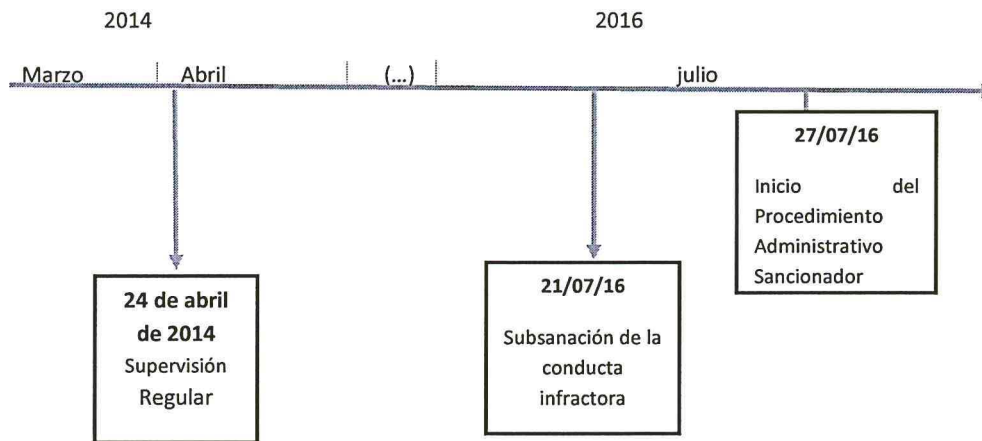 2014
2016
Marzo
Abril
(...)
julio
24 de abril
de 2014
Supervisión
Regular
21/07/16
Subsanación de la
conducta
infractora
27/07/16
Inicio del
Procedimiento
Administrativo
Sancionador